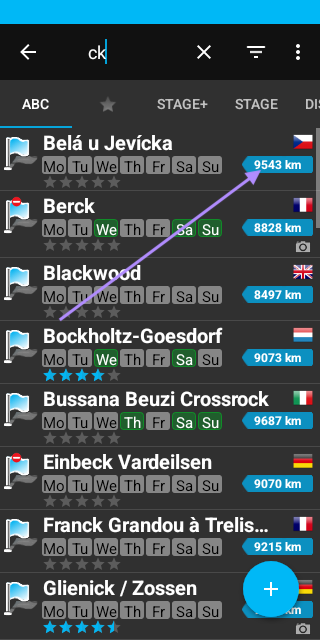 ck
ABC STAGE+ STAGE DIS
Belá u Jevícka
Mo Tu We Th Fr Sa Su 9543 km
Berck
Mo Tu We Th Fr Sa Su 8828 km
Blackwood
Mo Tu We Th Fr Sa Su 8497 km
Bockholtz-Goesdorf
Mo Tu We Th Fr Sa Su 9073 km
Bussana Beuzi Crossrock
Mo Tu We Th Fr Sa Su 9687 km
Einbeck Vardeilsen
Mo Tu We Th Fr Sa Su 9070 km
Franck Grandou à Trelis...
Mo Tu We Th Fr Sa Su 9215 km
Glienick / Zossen
Mo Tu We Th Fr Sa Su